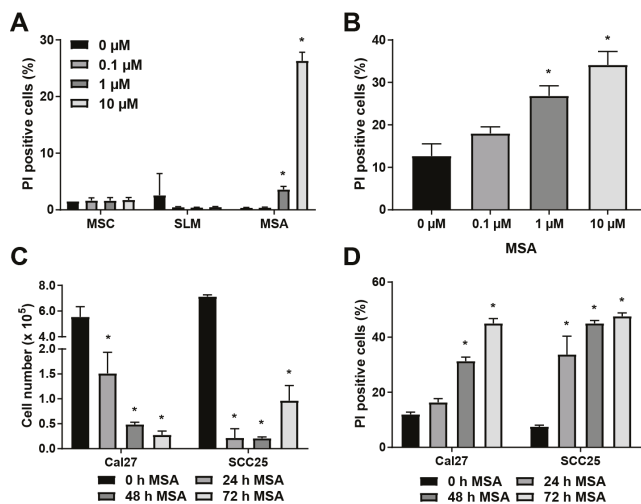 A
PI positive cells (%)
30
20
10
0
0 µM
0.1 µM
1 µM
10 µM
*
*
MSC SLM MSA
B
PI positive cells (%)
40
30
20
10
0
*
*
0 µM 0.1 µM 1 µM 10 µM
MSA
C
Cell number (x 10⁵)
8.0
6.0
4.0
2.0
1.5
1.0
0.5
0.0
* * *
* * *
Cal27 SCC25
0 h MSA 24 h MSA
48 h MSA 72 h MSA
D
PI positive cells (%)
60
40
20
0
* *
* * *
Cal27 SCC25
0 h MSA 24 h MSA
48 h MSA 72 h MSA